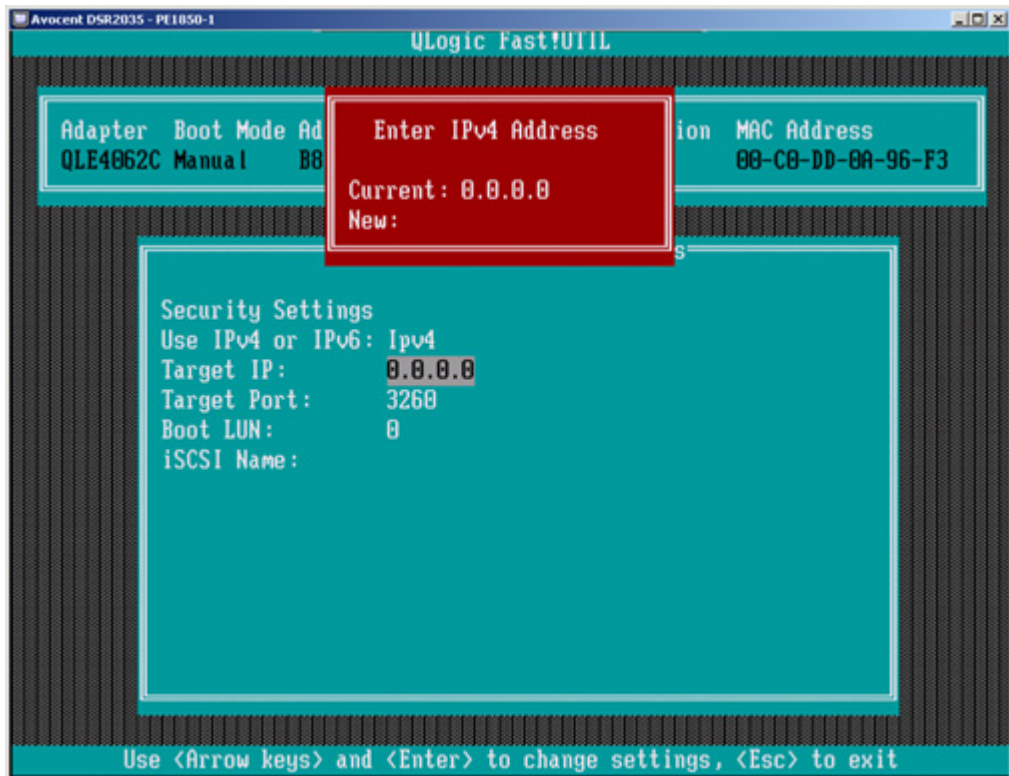 Avocent DSR2035 - PE1850-1
QLogic Fast!UTIL
Adapter Boot Mode Ad ion MAC Address
QLE4062C Manual B8 00-C0-DD-0A-96-F3
Enter IPv4 Address
Current: 0.0.0.0
New:
s
Security Settings
Use IPv4 or IPv6: Ipv4
Target IP: 0.0.0.0
Target Port: 3260
Boot LUN: 0
iSCSI Name:
Use <Arrow keys> and <Enter> to change settings, <Esc> to exit